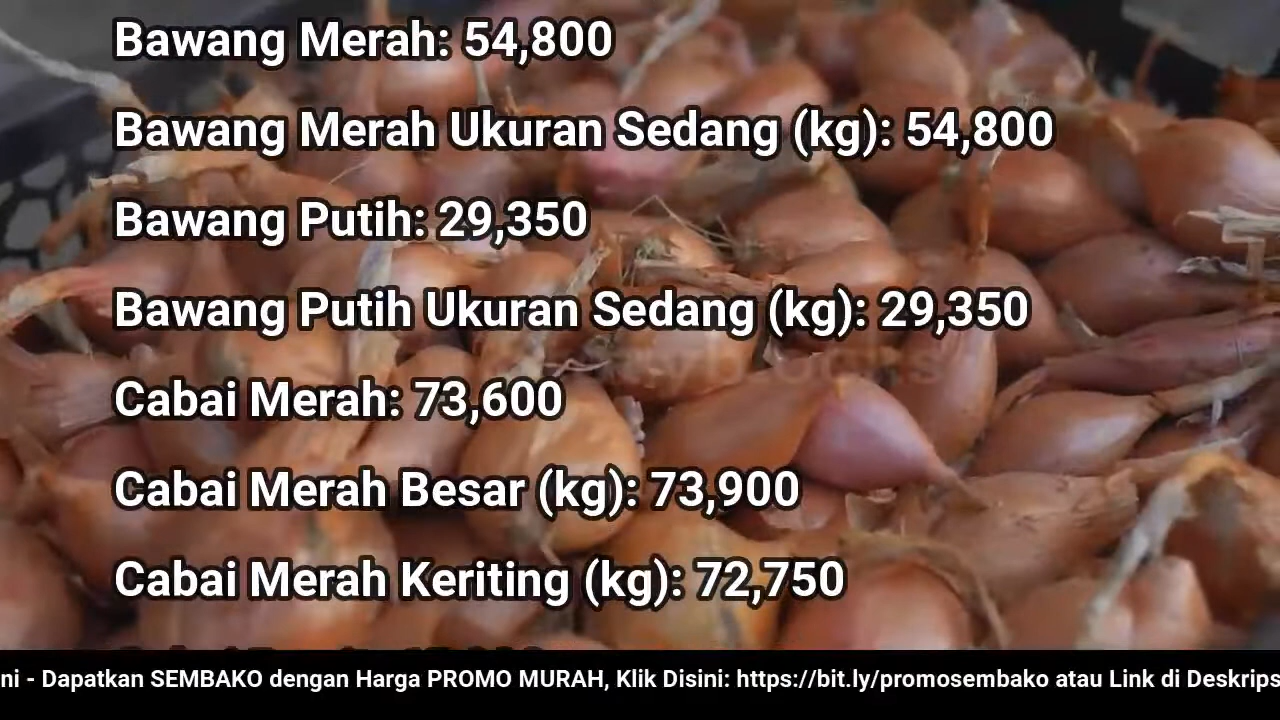 Bawang Merah: 54,800
Bawang Merah Ukuran Sedang (kg): 54,800
Bawang Putih: 29,350
Bawang Putih Ukuran Sedang (kg): 29,350
Cabai Merah: 73,600
Cabai Merah Besar (kg): 73,900
Cabai Merah Keriting (kg): 72,750
ni - Dapatkan SEMBAKO dengan Harga PROMO MURAH, Klik Disini: https://bit.ly/promosembako atau Link di Deskrips